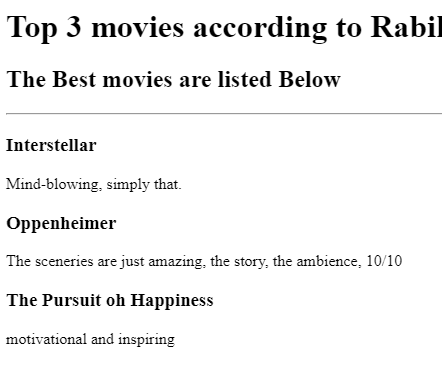 Top 3 movies according to
The Best movies are listed Below
Interstellar
Mind-blowing, simply that.
Oppenheimer
The sceneries are just amazing, the story, the ambience, 10/10
The Pursuit oh Happiness
motivational and inspiring